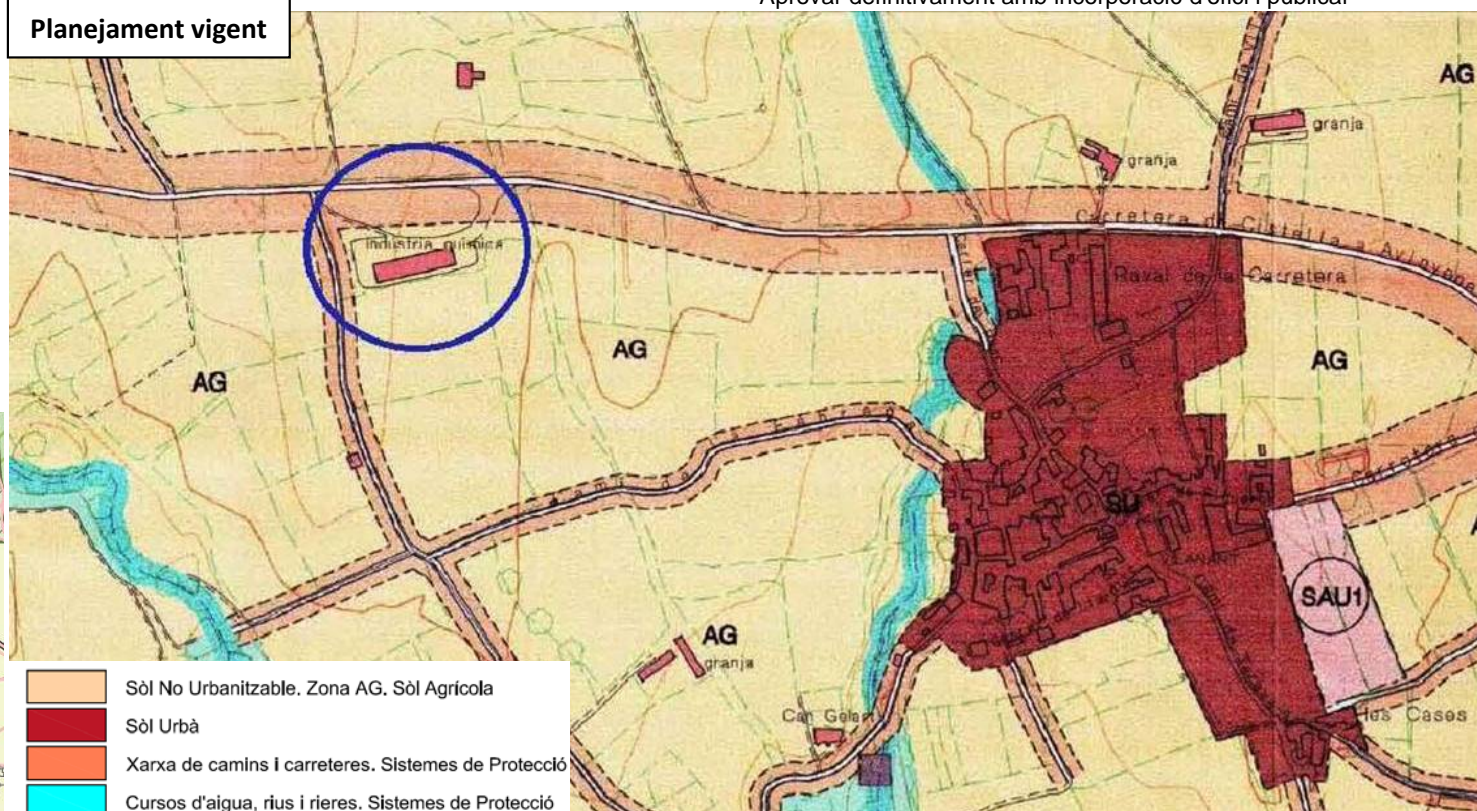 Aprovar definitivament amb incorporació d'ofici i publicar
Planejament vigent
AG
granja
granja
Carretera de Cistella a Avinyonet
indústria química
Raval de la Carretera
AG
AG
AG
SU
Carretera
SAU1
AG
granja
Can Gelart
les Cases
Sòl No Urbanitzable. Zona AG. Sòl Agrícola
Sòl Urbà
Xarxa de camins i carreteres. Sistemes de Protecció
Cursos d'aigua, rius i rieres. Sistemes de Protecció